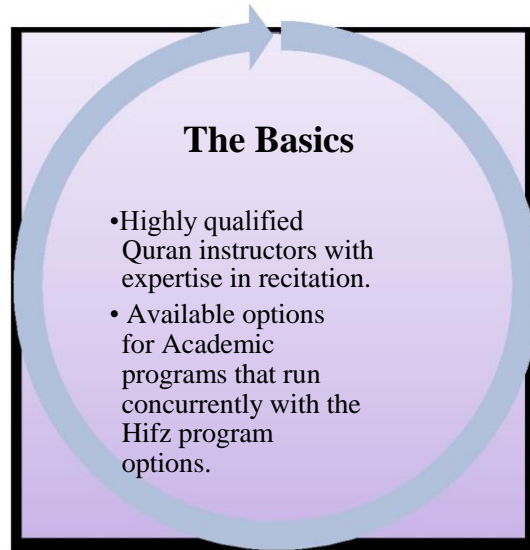 The Basics
•Highly qualified
Quran instructors with
expertise in recitation.
• Available options
for Academic
programs that run
concurrently with the
Hifz program
options.